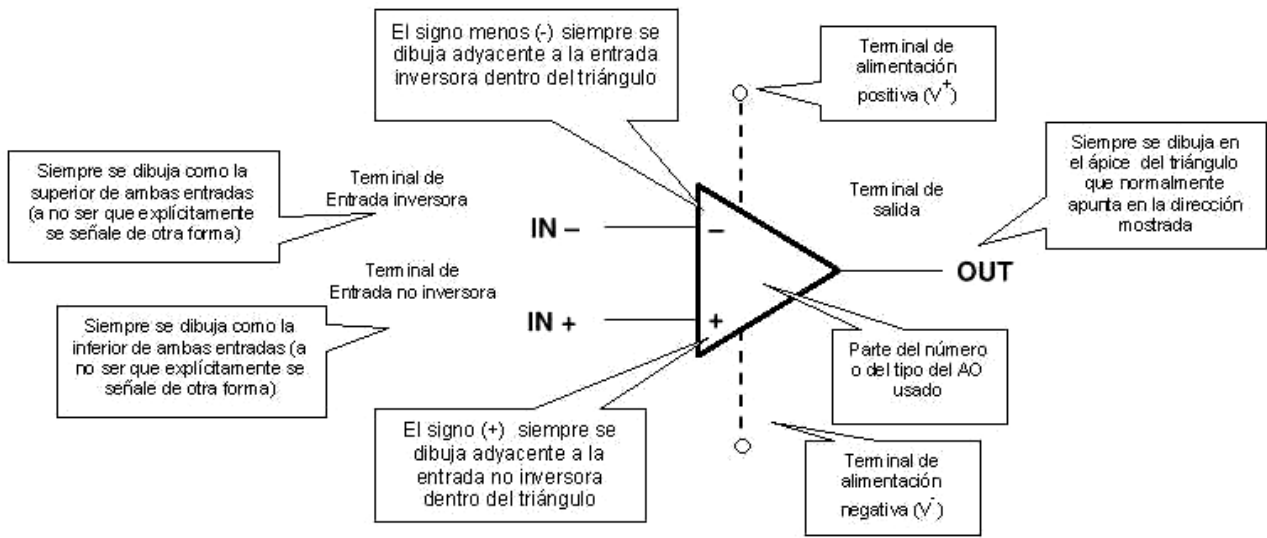 El signo menos (-) siempre se
dibuja adyacente a la entrada
inversora dentro del triángulo
Terminal de
alimentación
positiva (V+)
Siempre se dibuja como la
superior de ambas entradas
(a no ser que explícitamente
se señale de otra forma)
Terminal de
Entrada inversora
IN –
–
Terminal de
salida
Siempre se dibuja en
el ápice del triángulo
que normalmente
apunta en la dirección
mostrada
OUT
Terminal de
Entrada no inversora
IN +
+
Siempre se dibuja como la
inferior de ambas entradas (a
no ser que explícitamente se
señale de otra forma)
Parte del número
o del tipo del AO
usado
El signo (+) siempre se
dibuja adyacente a la
entrada no inversora
dentro del triángulo
Terminal de
alimentación
negativa (V-)